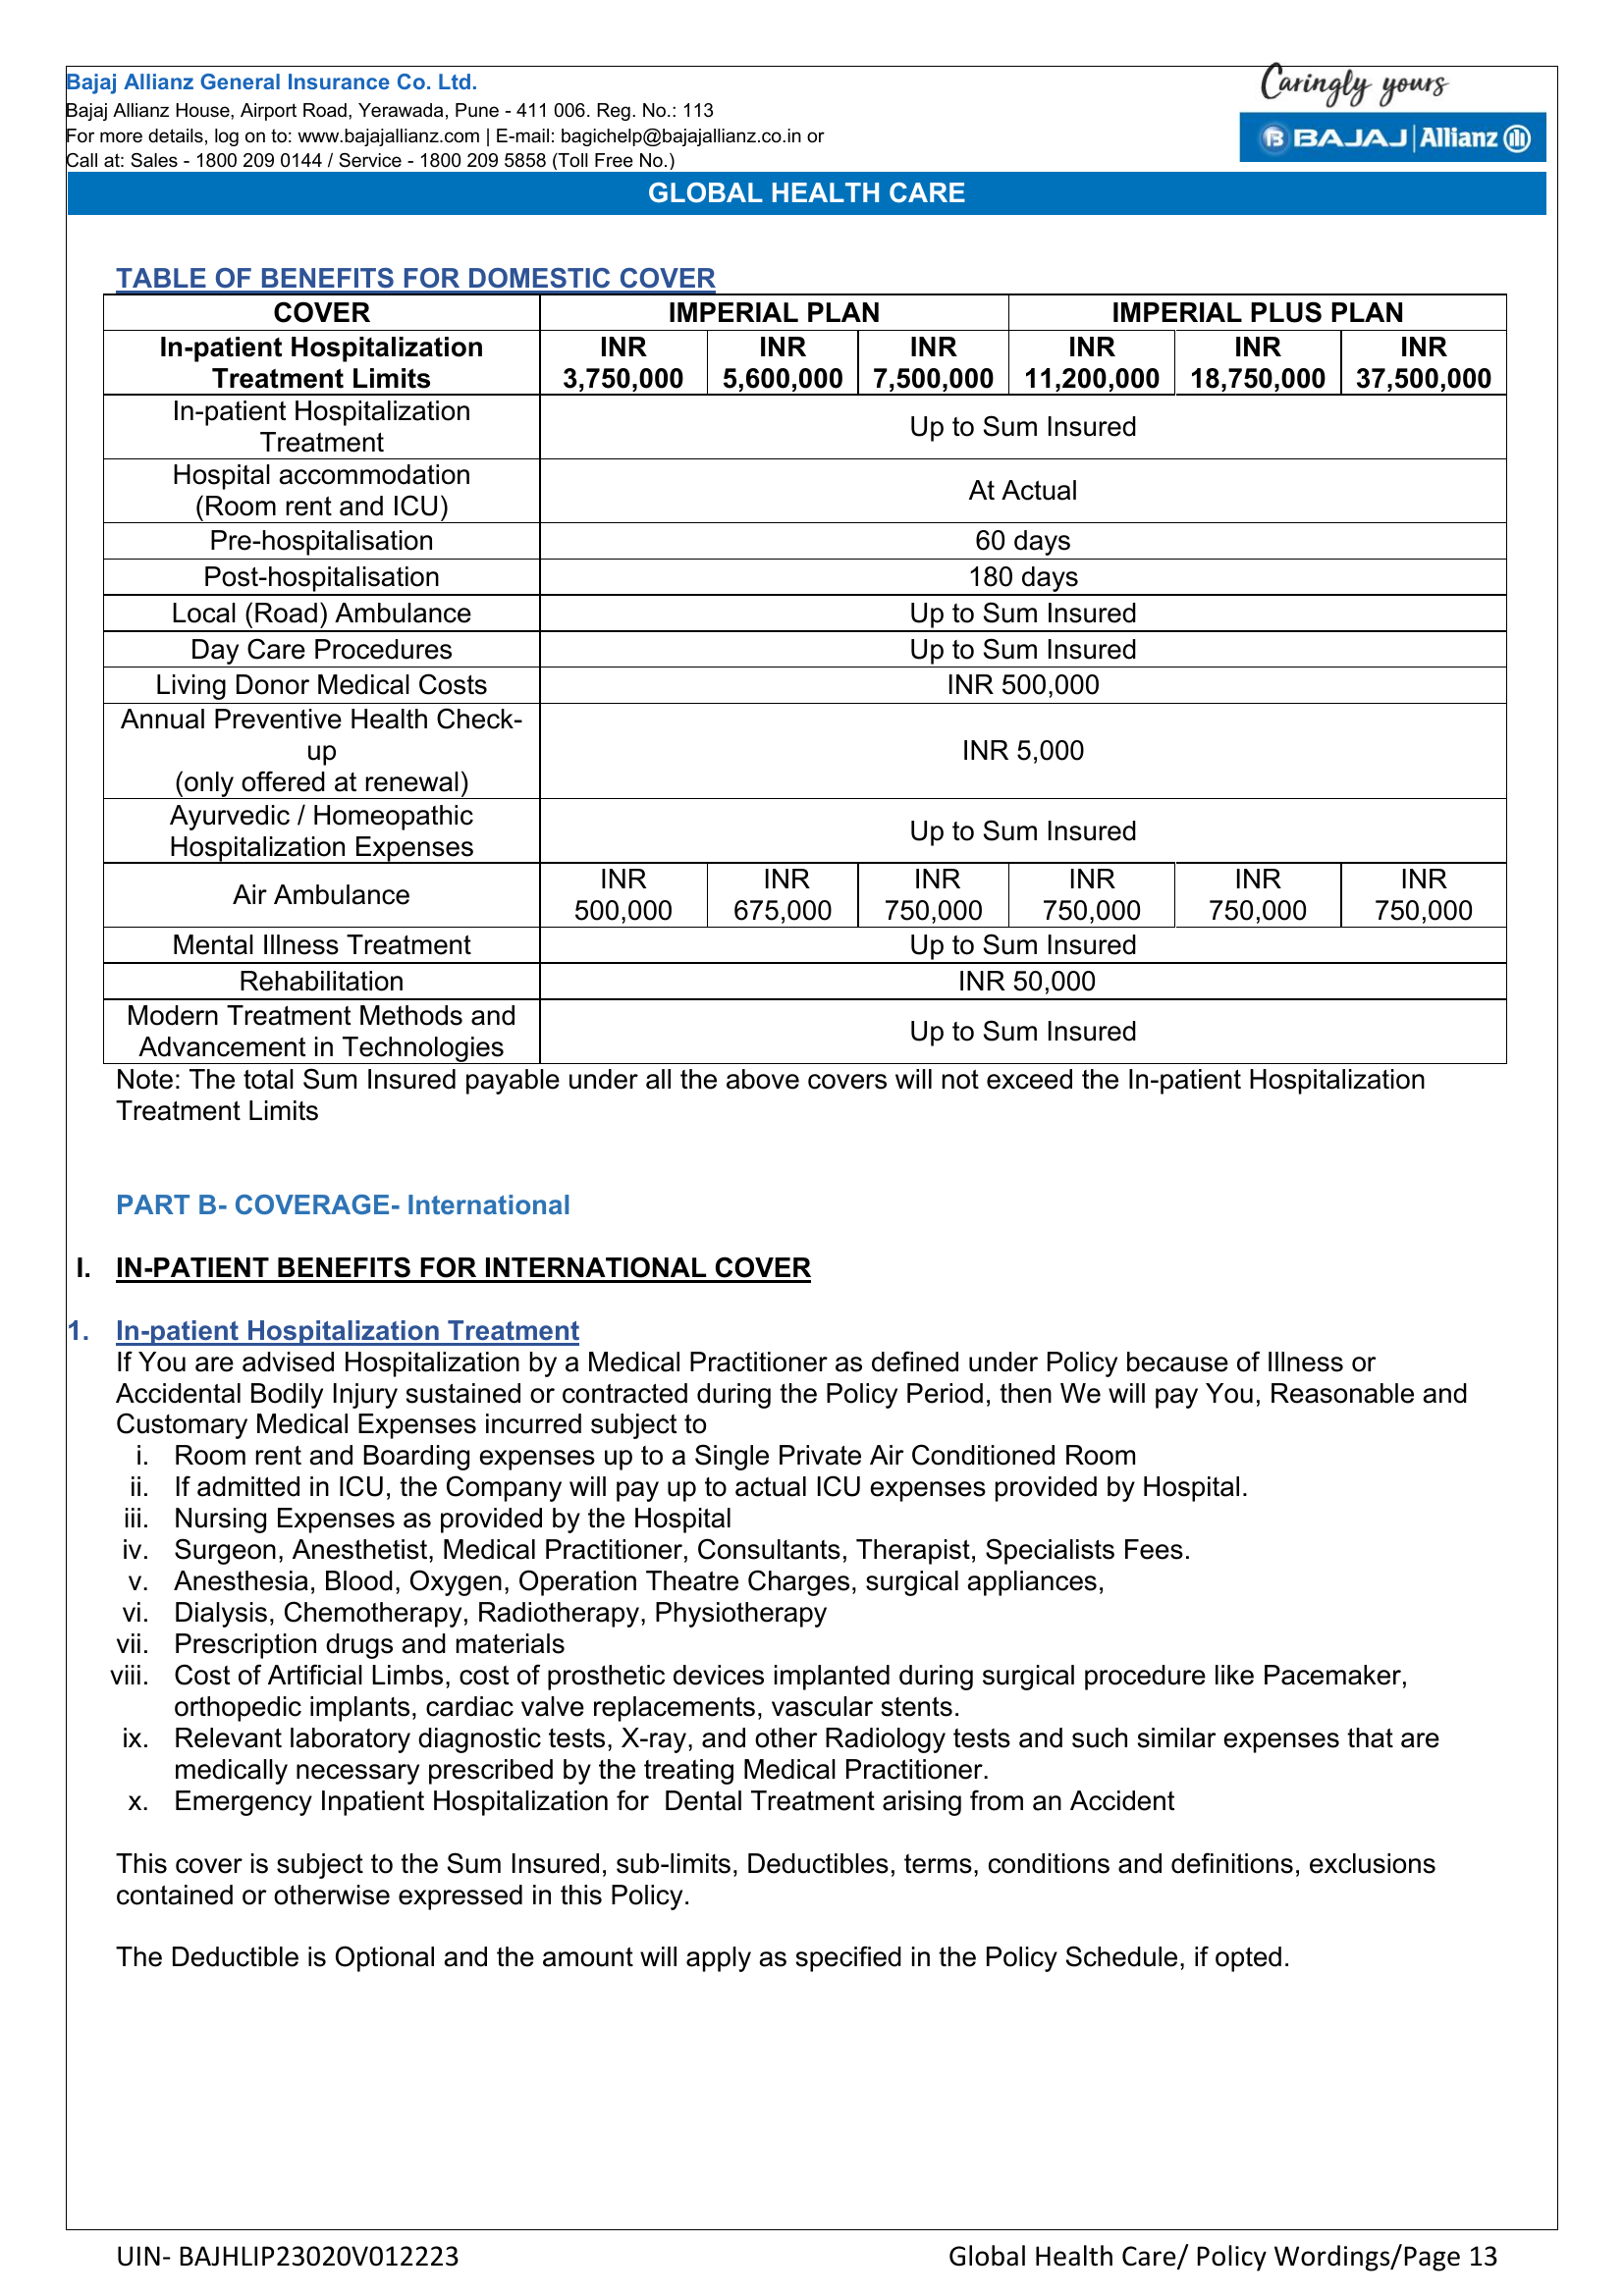 Bajaj Allianz General Insurance Co. Ltd.
Bajaj Allianz House, Airport Road, Yerawada, Pune - 411 006. Reg. No.: 113
For more details, log on to: www.bajajallianz.com | E-mail: bagichelp@bajajallianz.co.in or
Call at: Sales - 1800 209 0144 / Service - 1800 209 5858 (Toll Free No.)
Caringly yours
B BAJAJ | Allianz
GLOBAL HEALTH CARE
TABLE OF BENEFITS FOR DOMESTIC COVER
COVER IMPERIAL PLAN IMPERIAL PLUS PLAN
In-patient Hospitalization INR INR INR INR INR INR
Treatment Limits 3,750,000 5,600,000 7,500,000 11,200,000 18,750,000 37,500,000
In-patient Hospitalization
Treatment
Up to Sum Insured
Hospital accommodation
(Room rent and ICU)
At Actual
Pre-hospitalisation 60 days
Post-hospitalisation 180 days
Local (Road) Ambulance Up to Sum Insured
Day Care Procedures Up to Sum Insured
Living Donor Medical Costs INR 500,000
Annual Preventive Health Check-
up
(only offered at renewal)
INR 5,000
Ayurvedic / Homeopathic
Hospitalization Expenses
Up to Sum Insured
Air Ambulance
INR INR INR INR INR INR
500,000 675,000 750,000 750,000 750,000 750,000
Mental Illness Treatment Up to Sum Insured
Rehabilitation INR 50,000
Modern Treatment Methods and
Advancement in Technologies
Up to Sum Insured
Note: The total Sum Insured payable under all the above covers will not exceed the In-patient Hospitalization
Treatment Limits
PART B- COVERAGE- International
I. IN-PATIENT BENEFITS FOR INTERNATIONAL COVER
1. In-patient Hospitalization Treatment
If You are advised Hospitalization by a Medical Practitioner as defined under Policy because of Illness or
Accidental Bodily Injury sustained or contracted during the Policy Period, then We will pay You, Reasonable and
Customary Medical Expenses incurred subject to
i. Room rent and Boarding expenses up to a Single Private Air Conditioned Room
ii. If admitted in ICU, the Company will pay up to actual ICU expenses provided by Hospital.
iii. Nursing Expenses as provided by the Hospital
iv. Surgeon, Anesthetist, Medical Practitioner, Consultants, Therapist, Specialists Fees.
v. Anesthesia, Blood, Oxygen, Operation Theatre Charges, surgical appliances,
vi. Dialysis, Chemotherapy, Radiotherapy, Physiotherapy
vii. Prescription drugs and materials
viii. Cost of Artificial Limbs, cost of prosthetic devices implanted during surgical procedure like Pacemaker,
orthopedic implants, cardiac valve replacements, vascular stents.
ix. Relevant laboratory diagnostic tests, X-ray, and other Radiology tests and such similar expenses that are
medically necessary prescribed by the treating Medical Practitioner.
x. Emergency Inpatient Hospitalization for Dental Treatment arising from an Accident
This cover is subject to the Sum Insured, sub-limits, Deductibles, terms, conditions and definitions, exclusions
contained or otherwise expressed in this Policy.
The Deductible is Optional and the amount will apply as specified in the Policy Schedule, if opted.
UIN- BAJHLIP23020V012223 Global Health Care/ Policy Wordings/Page 13